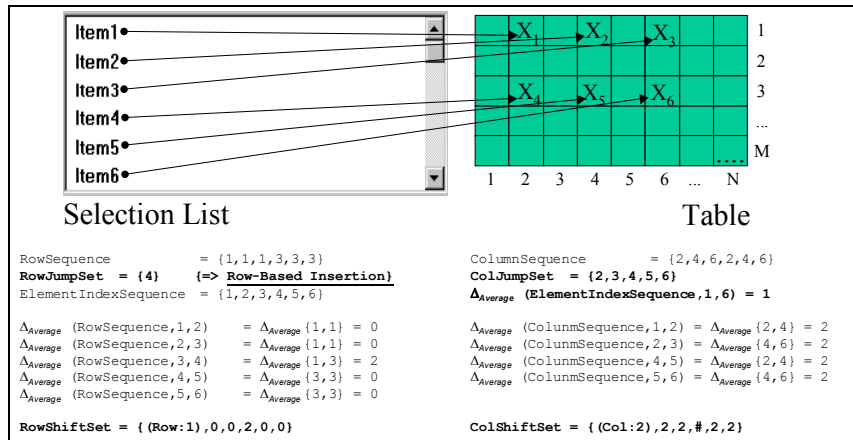 Item1
Item2
Item3
Item4
Item5
Item6
X1 X2 X3
X4 X5 X6
1
2
3
...
M
....
1 2 3 4 5 6 ... N
Selection List
Table
RowSequence = {1,1,1,3,3,3}
RowJumpSet = {4} {=> Row-Based Insertion}
ElementIndexSequence = {1,2,3,4,5,6}
ΔAverage (RowSequence,1,2) = ΔAverage {1,1} = 0
ΔAverage (RowSequence,2,3) = ΔAverage {1,1} = 0
ΔAverage (RowSequence,3,4) = ΔAverage {1,3} = 2
ΔAverage (RowSequence,4,5) = ΔAverage {3,3} = 0
ΔAverage (RowSequence,5,6) = ΔAverage {3,3} = 0
RowShiftSet = {(Row:1),0,0,2,0,0}
ColumnSequence = {2,4,6,2,4,6}
ColJumpSet = {2,3,4,5,6}
ΔAverage (ElementIndexSequence,1,6) = 1
ΔAverage (ColunmSequence,1,2) = ΔAverage {2,4} = 2
ΔAverage (ColunmSequence,2,3) = ΔAverage {4,6} = 2
ΔAverage (ColunmSequence,4,5) = ΔAverage {2,4} = 2
ΔAverage (ColunmSequence,5,6) = ΔAverage {4,6} = 2
ColShiftSet = {(Col:2),2,2,#,2,2}